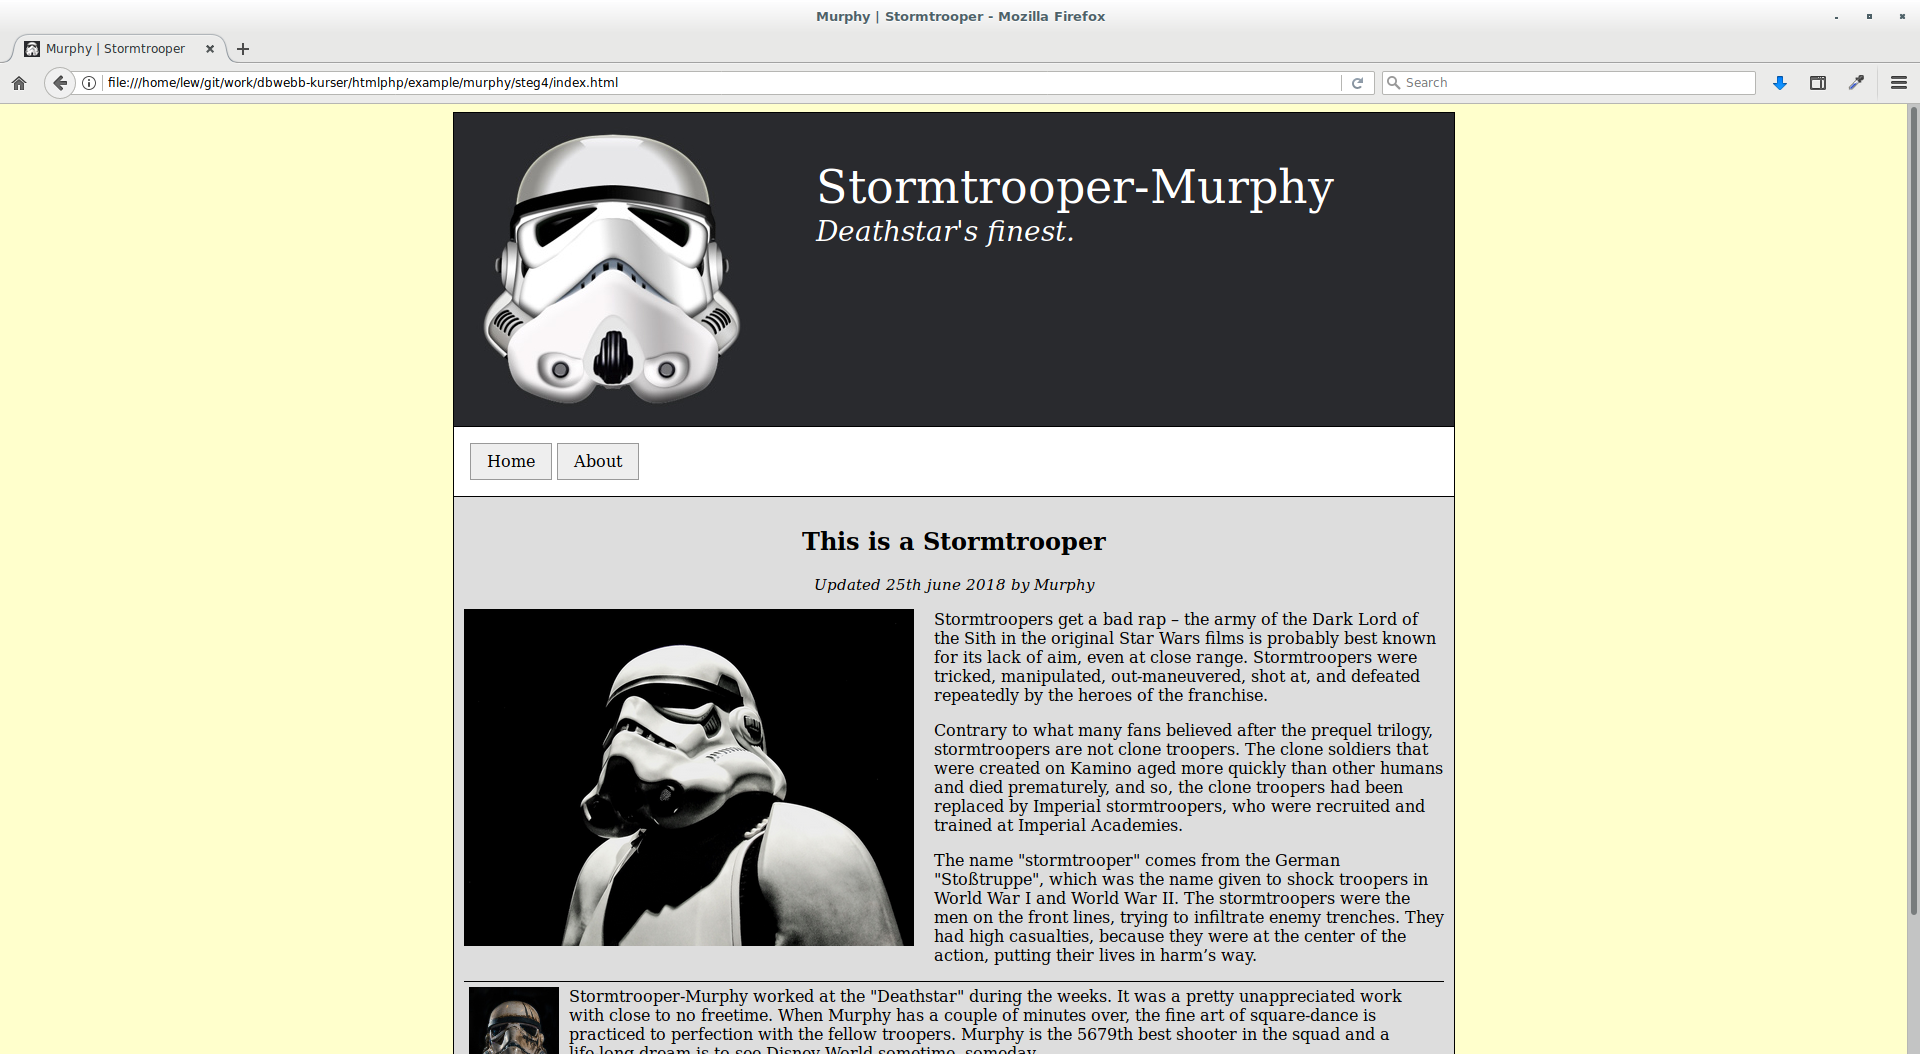 Murphy | Stormtrooper - Mozilla Firefox
Murphy | Stormtrooper
file:///home/lew/git/work/dbwebb-kurser/htmlphp/example/murphy/steg4/index.html
Search
Stormtrooper-Murphy
Deathstar's finest.
Home
About
This is a Stormtrooper
Updated 25th june 2018 by Murphy
Stormtroopers get a bad rap – the army of the Dark Lord of
the Sith in the original Star Wars films is probably best known
for its lack of aim, even at close range. Stormtroopers were
tricked, manipulated, out-maneuvered, shot at, and defeated
repeatedly by the heroes of the franchise.
Contrary to what many fans believed after the prequel trilogy,
stormtroopers are not clone troopers. The clone soldiers that
were created on Kamino aged more quickly than other humans
and died prematurely, and so, the clone troopers had been
replaced by Imperial stormtroopers, who were recruited and
trained at Imperial Academies.
The name "stormtrooper" comes from the German
"Stoßtruppe", which was the name given to shock troopers in
World War I and World War II. The stormtroopers were the
men on the front lines, trying to infiltrate enemy trenches. They
had high casualties, because they were at the center of the
action, putting their lives in harm’s way.
Stormtrooper-Murphy worked at the "Deathstar" during the weeks. It was a pretty unappreciated work
with close to no freetime. When Murphy has a couple of minutes over, the fine art of square-dance is
practiced to perfection with the fellow troopers. Murphy is the 5679th best shooter in the squad and a
life long dream is to see Disney World sometime, someday.